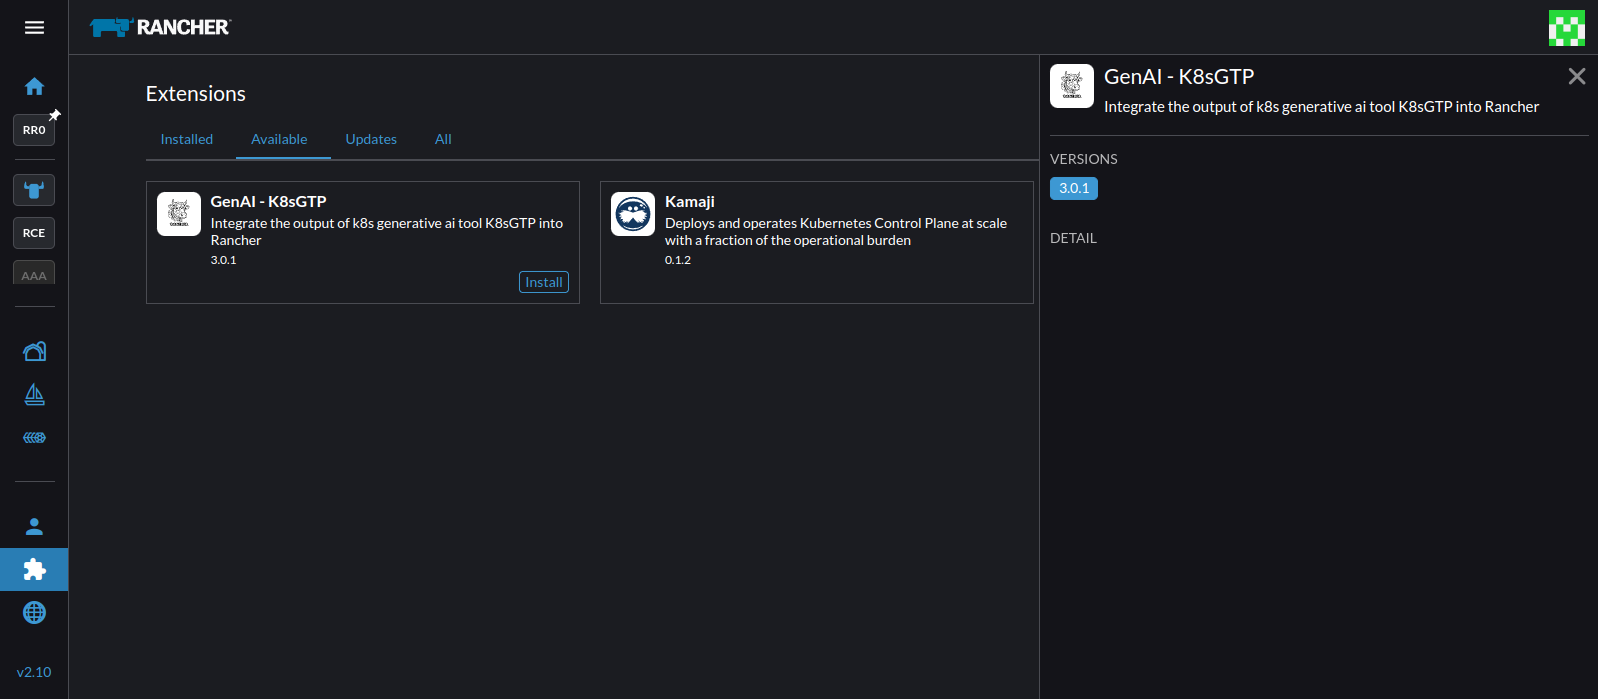 RANCHER
RR0
RCE
AAA
v2.10
Extensions
Installed
Available
Updates
All
GenAI - K8sGTP
Integrate the output of k8s generative ai tool K8sGTP into
Rancher
3.0.1
Install
Kamaji
Deploys and operates Kubernetes Control Plane at scale
with a fraction of the operational burden
0.1.2
GenAI - K8sGTP
Integrate the output of k8s generative ai tool K8sGTP into Rancher
VERSIONS
3.0.1
DETAIL